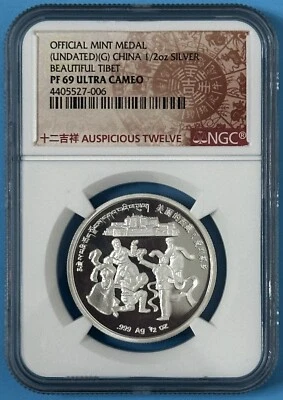 OFFICIAL MINT MEDAL
(UNDATED)(G) CHINA 1/2oz SILVER
BEAUTIFUL TIBET
PF 69 ULTRA CAMEO
4405527-006
十二吉祥 AUSPICIOUS TWELVE
NGC®
美麗的西藏
.999 Ag ½ OZ